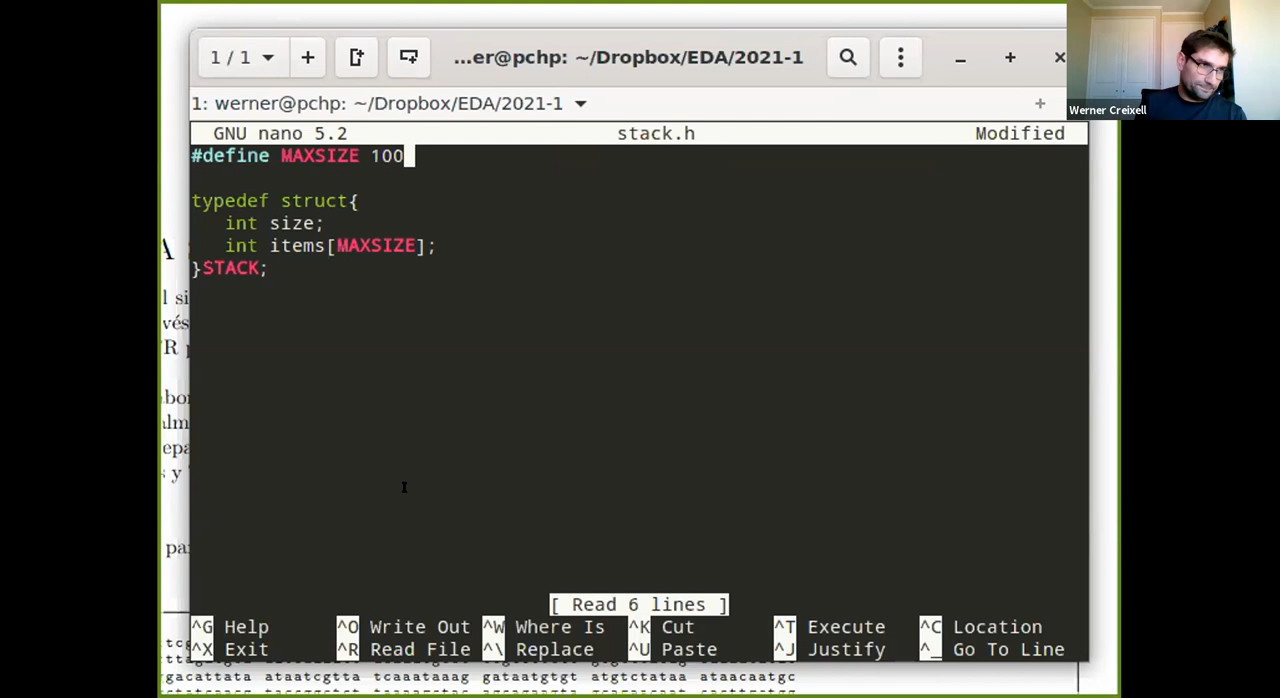 1 / 1
...er@pchp: ~/Dropbox/EDA/2021-1
Werner Creixell
1: werner@pchp: ~/Dropbox/EDA/2021-1
GNU nano 5.2 stack.h Modified
#define MAXSIZE 100
typedef struct{
int size;
int items[MAXSIZE];
}STACK;
[ Read 6 lines ]
^G Help ^O Write Out ^W Where Is ^K Cut ^T Execute ^C Location
^X Exit ^R Read File ^\ Replace ^U Paste ^J Justify ^_ Go To Line
gacattata ataatcgtta tcaaataaag gataatgtgt atgtctataa ataacaatgc